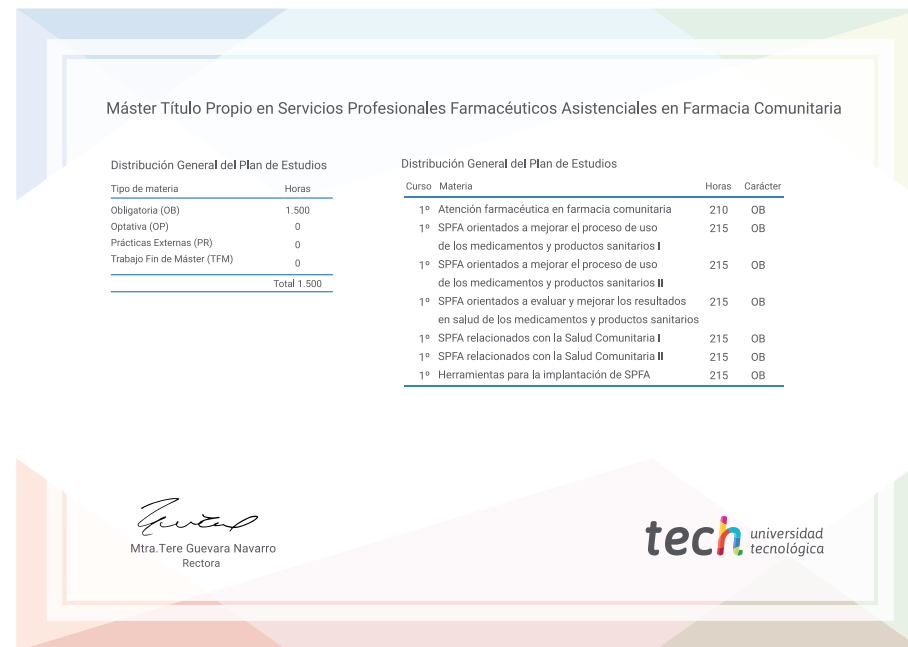 Máster Título Propio en Servicios Profesionales Farmacéuticos Asistenciales en Farmacia Comunitaria
Distribución General del Plan de Estudios
Tipo de materia Horas
Obligatoria (OB) 1.500
Optativa (OP) 0
Prácticas Externas (PR) 0
Trabajo Fin de Máster (TFM) 0
Total 1.500
Distribución General del Plan de Estudios
Curso Materia Horas Carácter
1º Atención farmacéutica en farmacia comunitaria 210 OB
1º SPFA orientados a mejorar el proceso de uso 215 OB
de los medicamentos y productos sanitarios I
1º SPFA orientados a mejorar el proceso de uso 215 OB
de los medicamentos y productos sanitarios II
1º SPFA orientados a evaluar y mejorar los resultados 215 OB
en salud de los medicamentos y productos sanitarios
1º SPFA relacionados con la Salud Comunitaria I 215 OB
1º SPFA relacionados con la Salud Comunitaria II 215 OB
1º Herramientas para la implantación de SPFA 215 OB
Mtra.Tere Guevara Navarro
Rectora
tech universidad
tecnológica